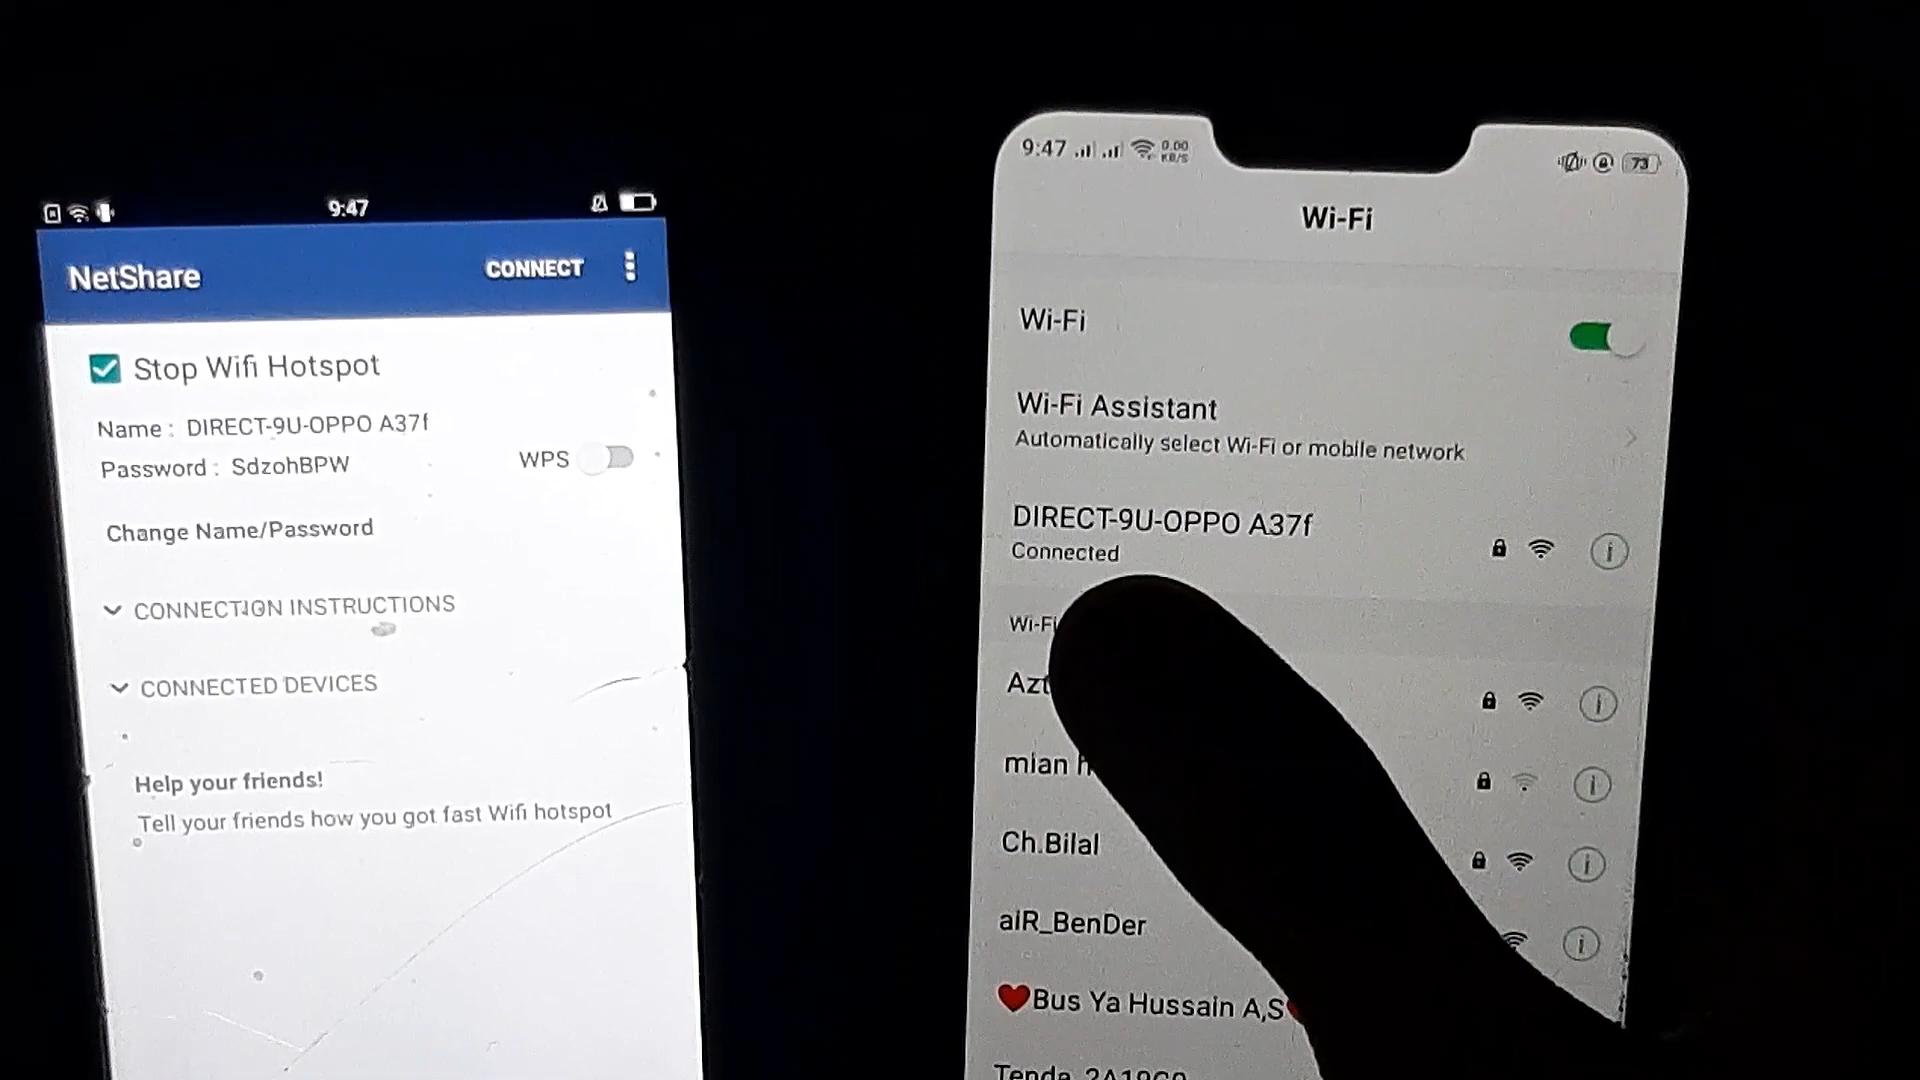 9:47
NetShare
CONNECT
Stop Wifi Hotspot
Name : DIRECT-9U-OPPO A37f
Password : SdzohBPW
WPS
Change Name/Password
CONNECTION INSTRUCTIONS
CONNECTED DEVICES
Help your friends!
Tell your friends how you got fast Wifi hotspot
9:47
0.00
KB/S
73
Wi-Fi
Wi-Fi
Wi-Fi Assistant
Automatically select Wi-Fi or mobile network
DIRECT-9U-OPPO A37f
Connected
Wi-Fi
mian
Ch.Bilal
aiR_BenDer
❤Bus Ya Hussain A,S